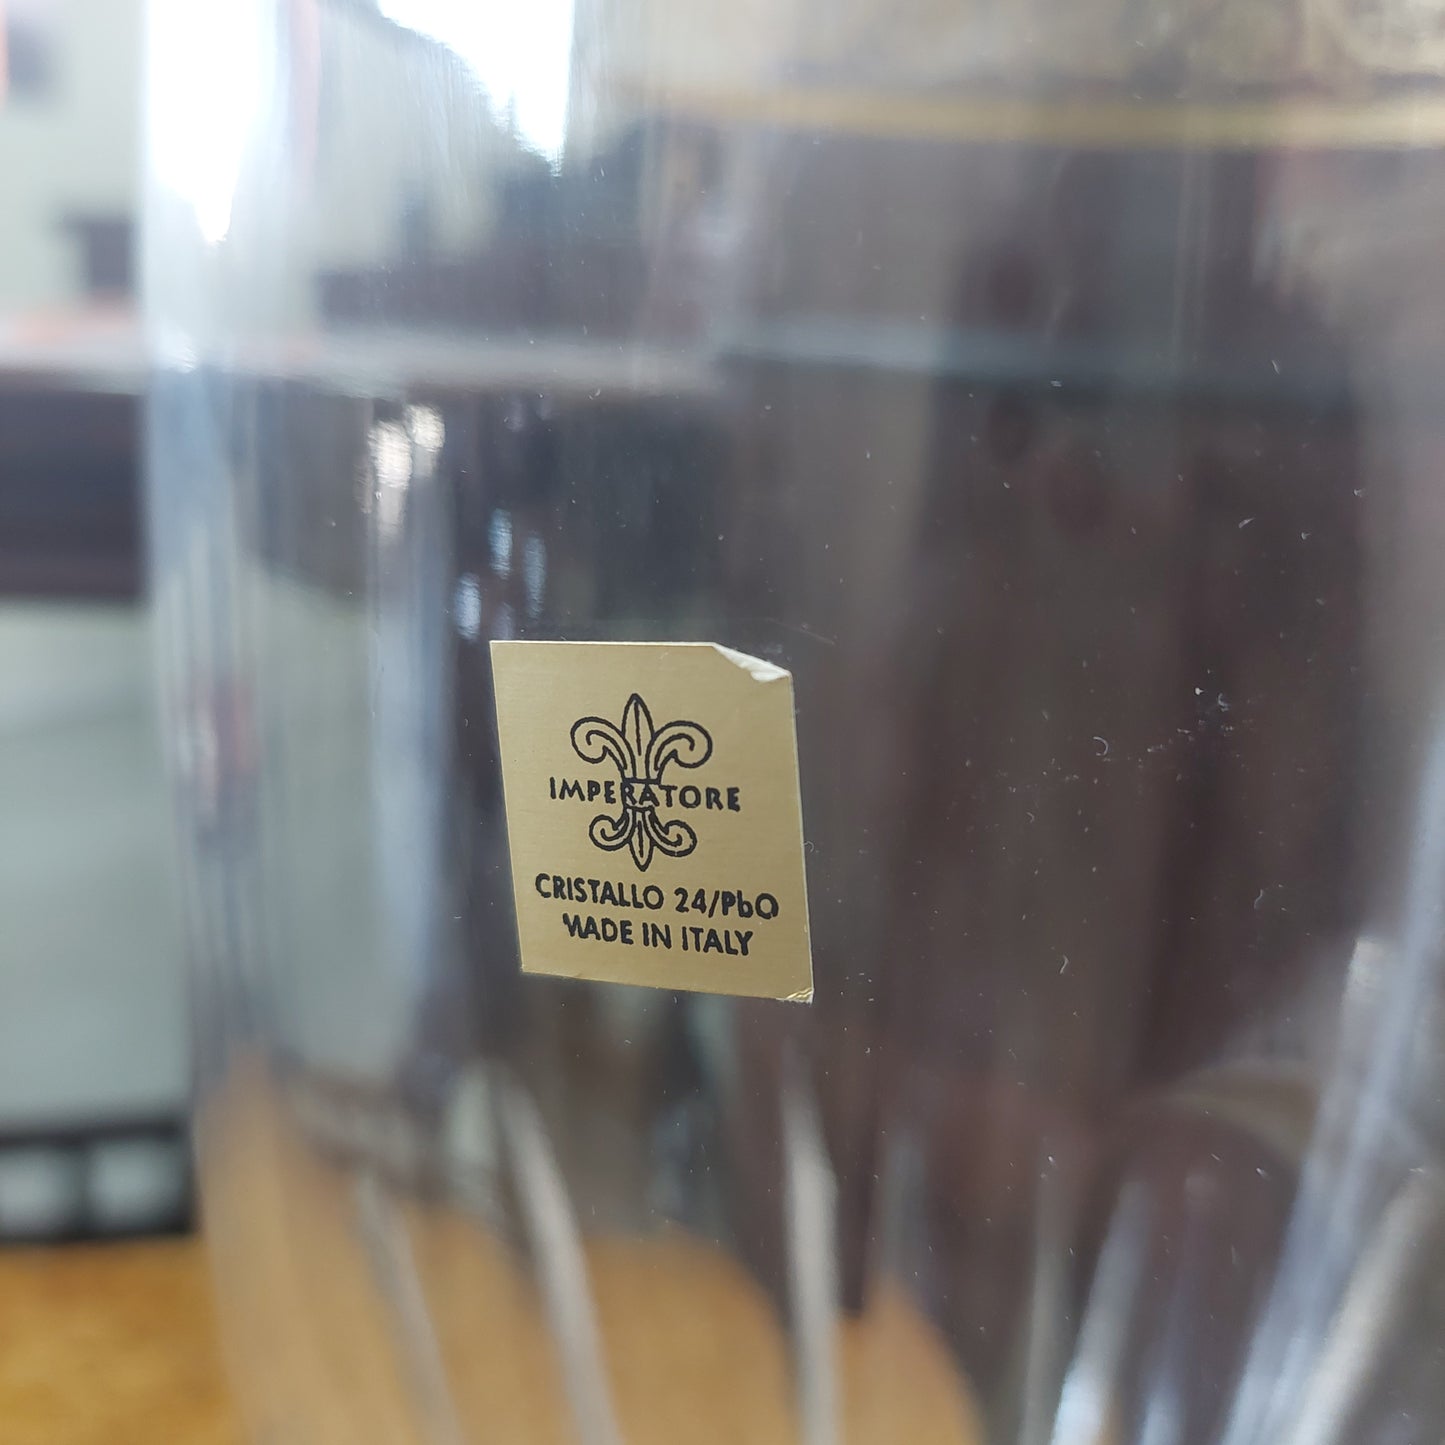 IMPERATORE
CRISTALLO 24/PbO
MADE IN ITALY